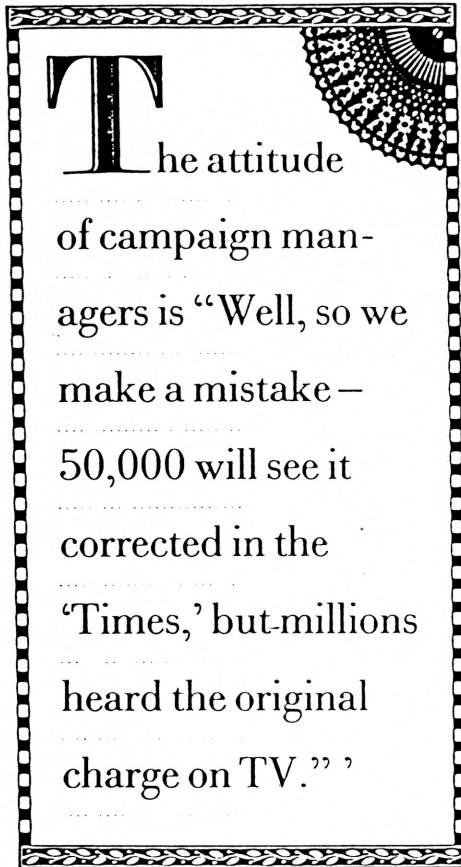 The attitude
of campaign man-
agers is “Well, so we
make a mistake –
50,000 will see it
corrected in the
‘Times,’ but millions
heard the original
charge on TV.” ’